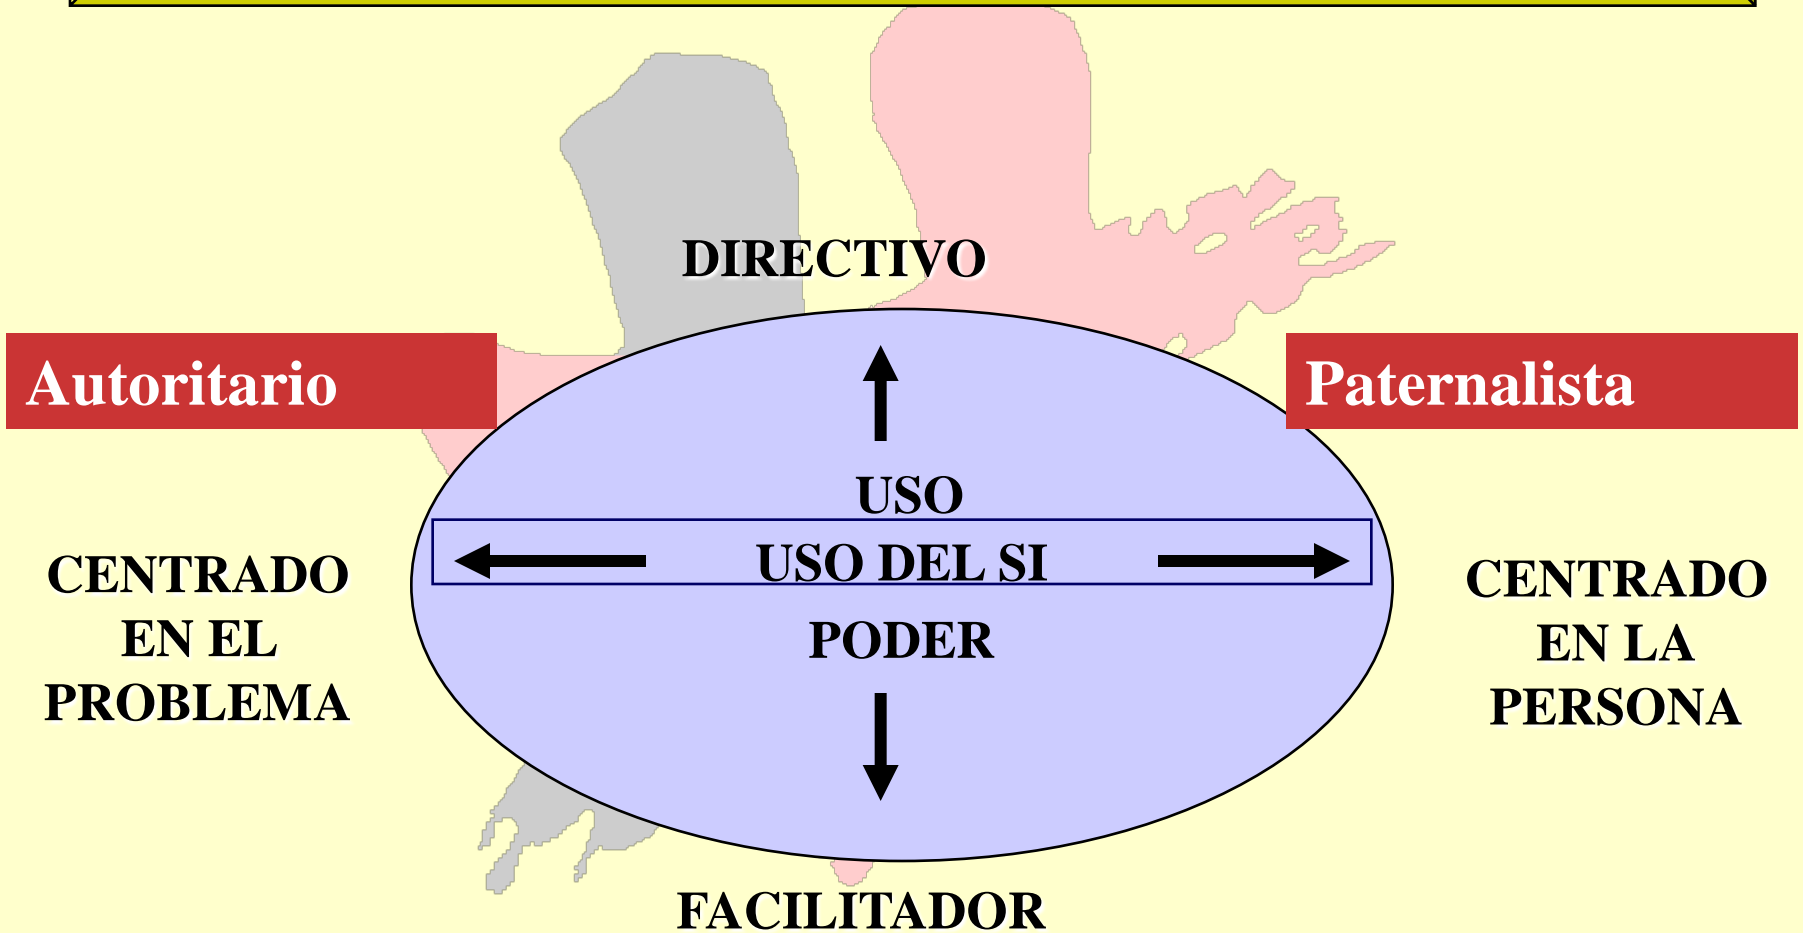 DIRECTIVO
Autoritario
Paternalista
USO
USO DEL SI
PODER
CENTRADO
EN EL
PROBLEMA
CENTRADO
EN LA
PERSONA
FACILITADOR